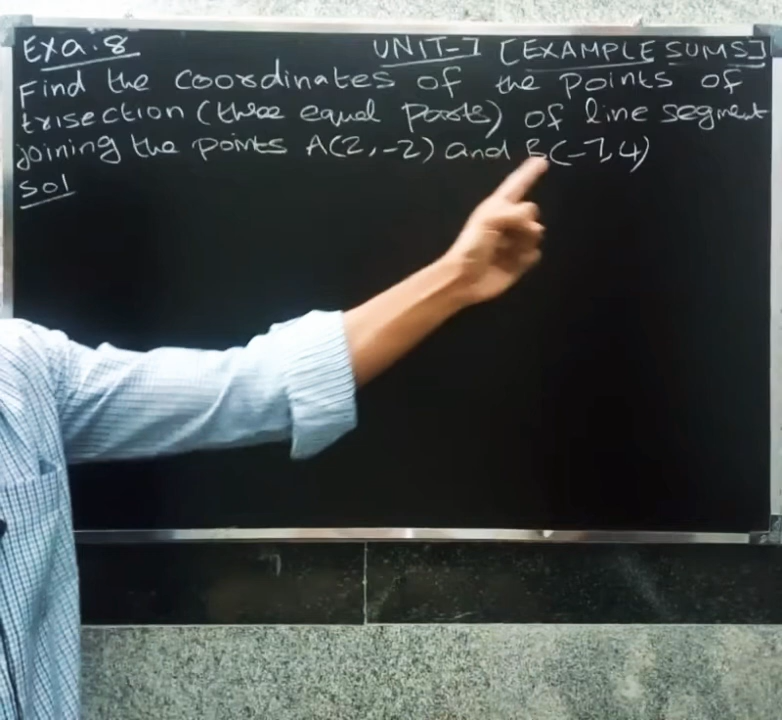 Exa.8
UNIT-7 [EXAMPLE SUMS]
Find the coordinates of the points of
trisection (three equal parts) of line segment
joining the points A(2,-2) and B(-7,4)
Sol